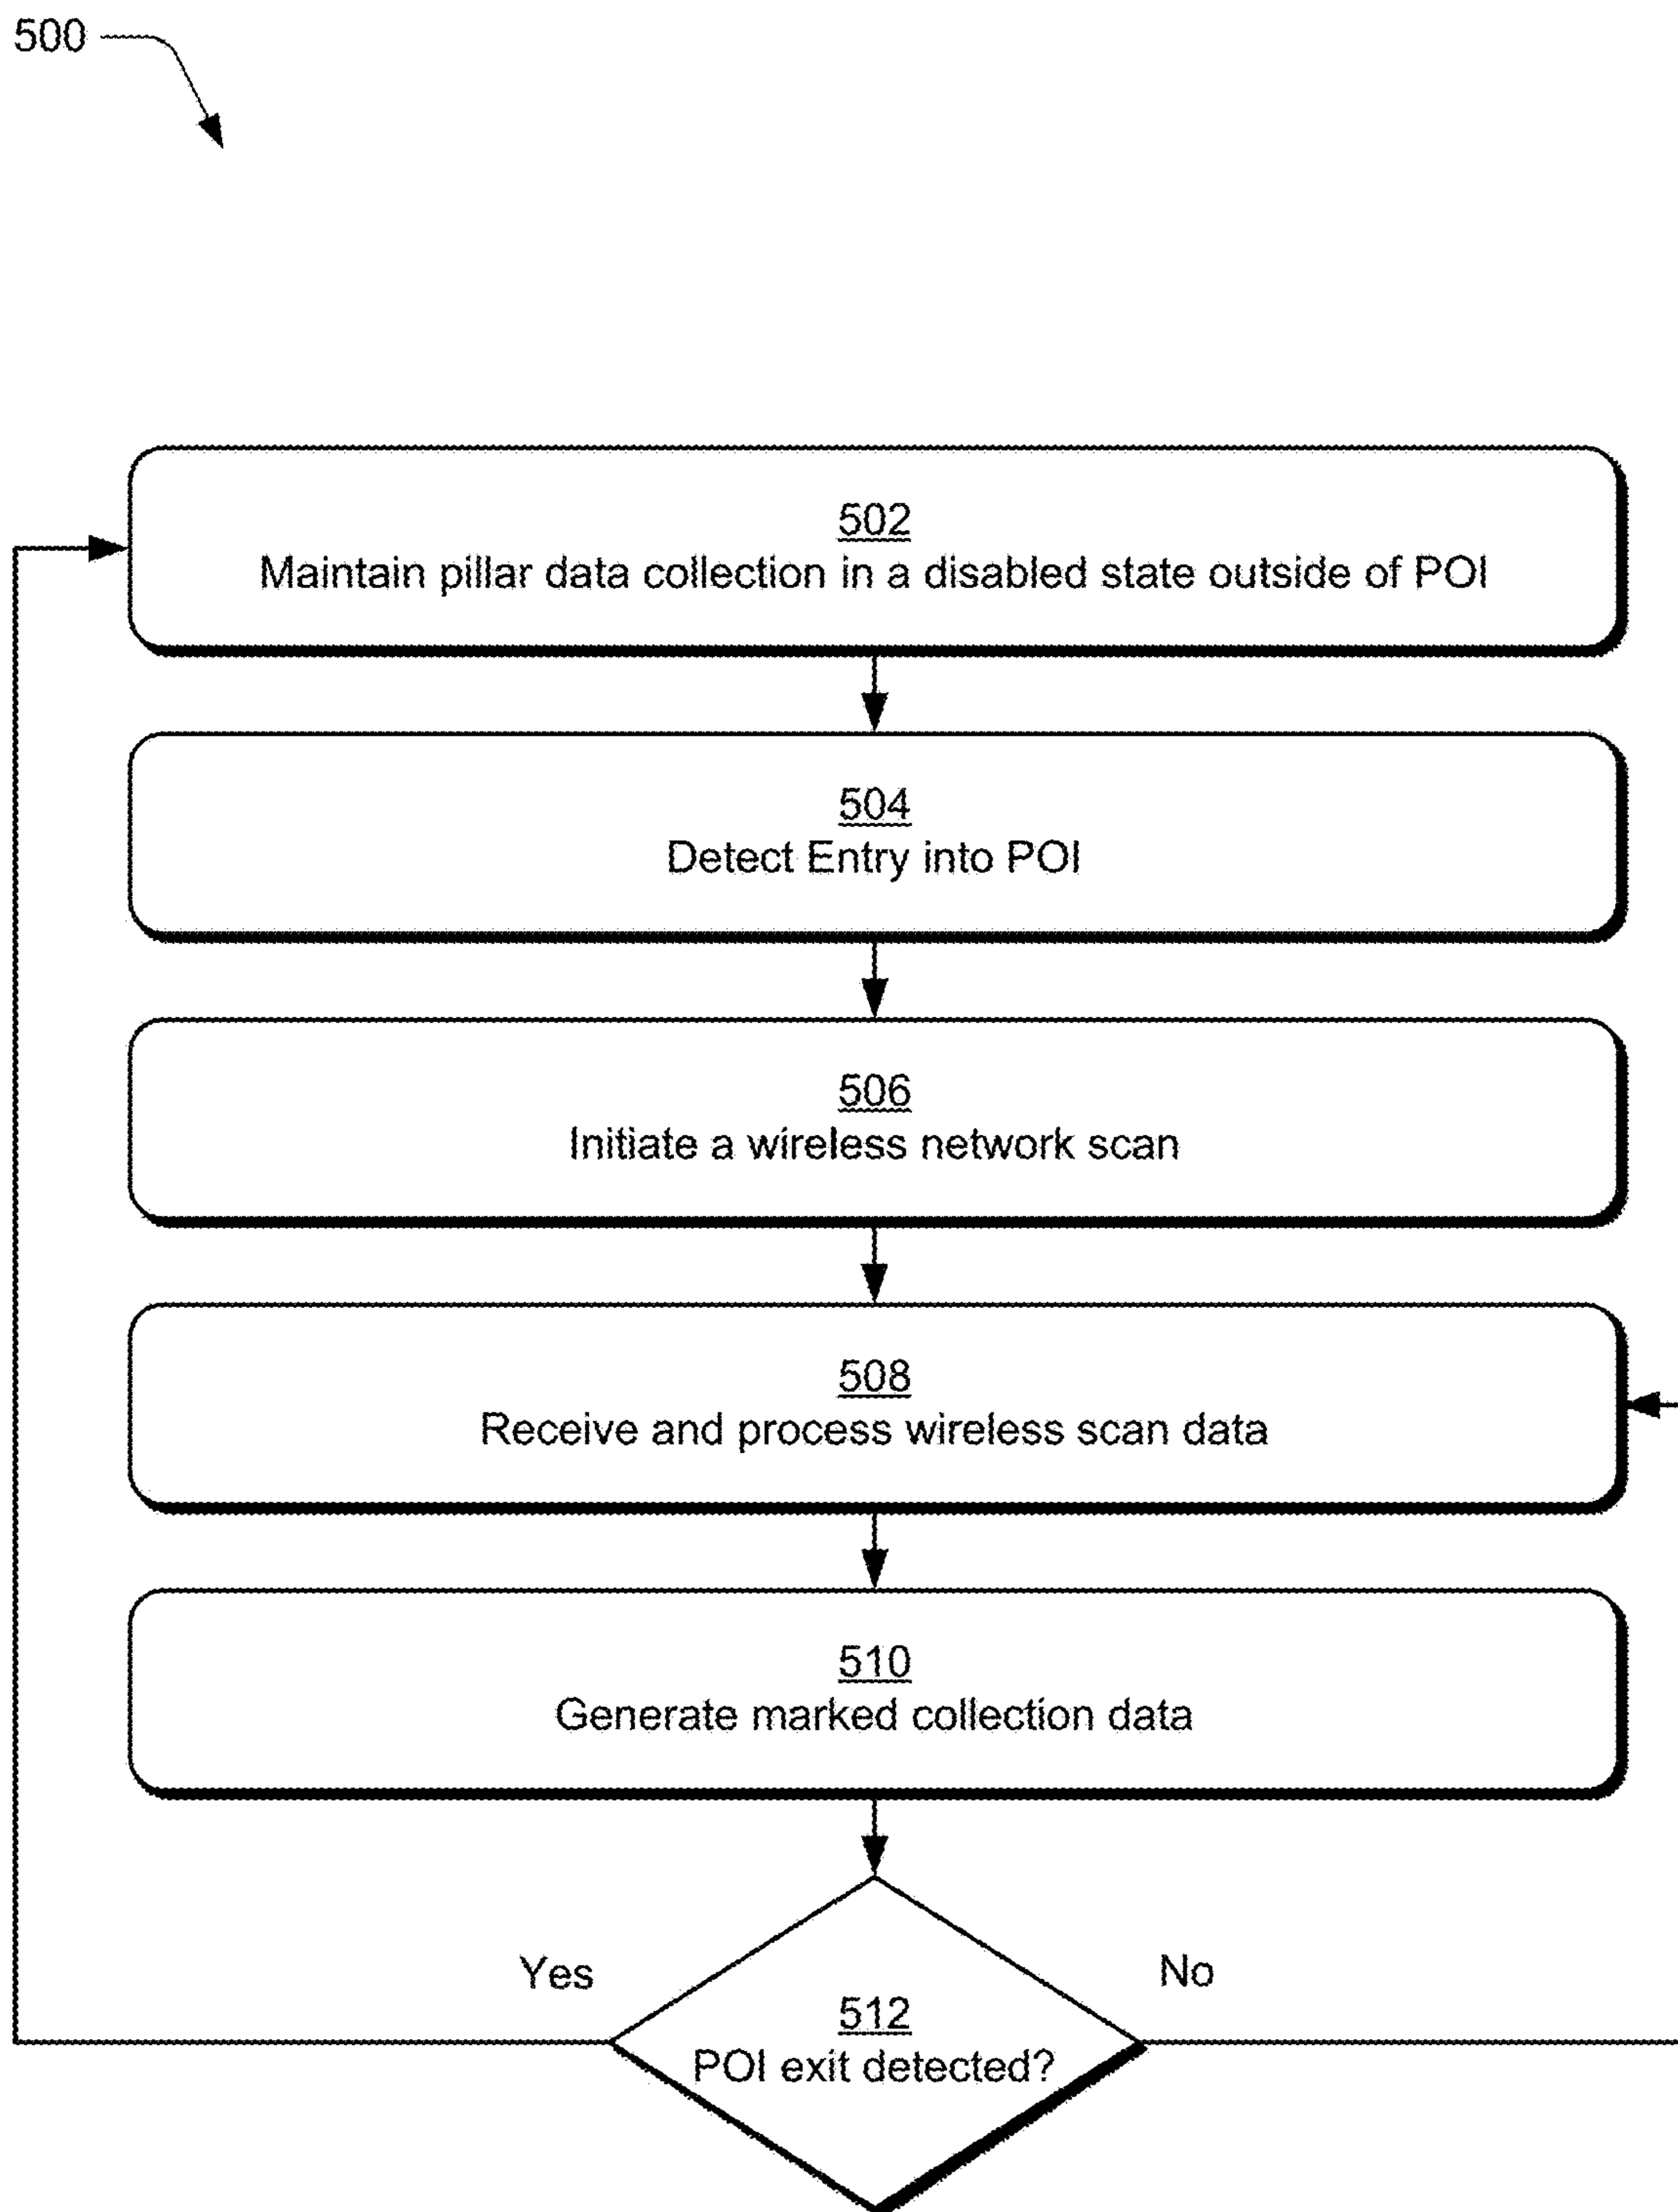 500
502
Maintain pillar data collection in a disabled state outside of POI
504
Detect Entry into POI
506
Initiate a wireless network scan
508
Receive and process wireless scan data
510
Generate marked collection data
Yes
No
512
POI exit detected?